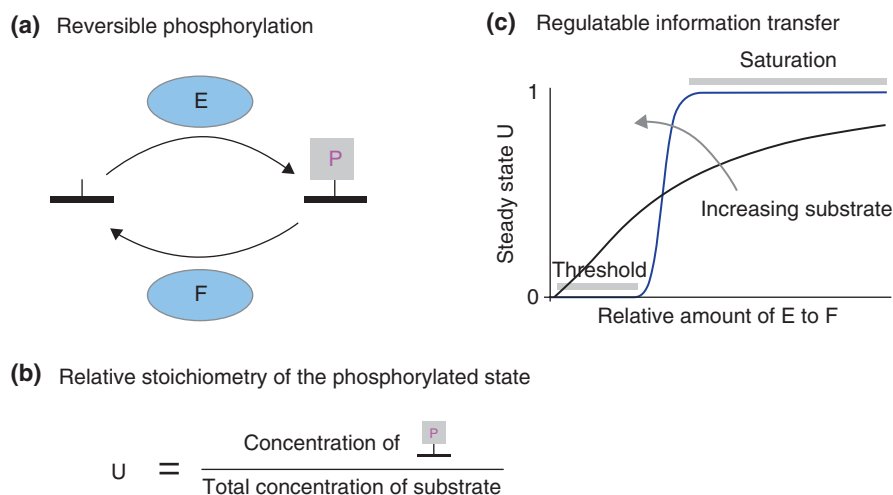 (a) Reversible phosphorylation
E
P
F
(b) Relative stoichiometry of the phosphorylated state
U = Concentration of P
Total concentration of substrate
(c) Regulatable information transfer
Saturation
1
Steady state U
Increasing substrate
Threshold
0
Relative amount of E to F